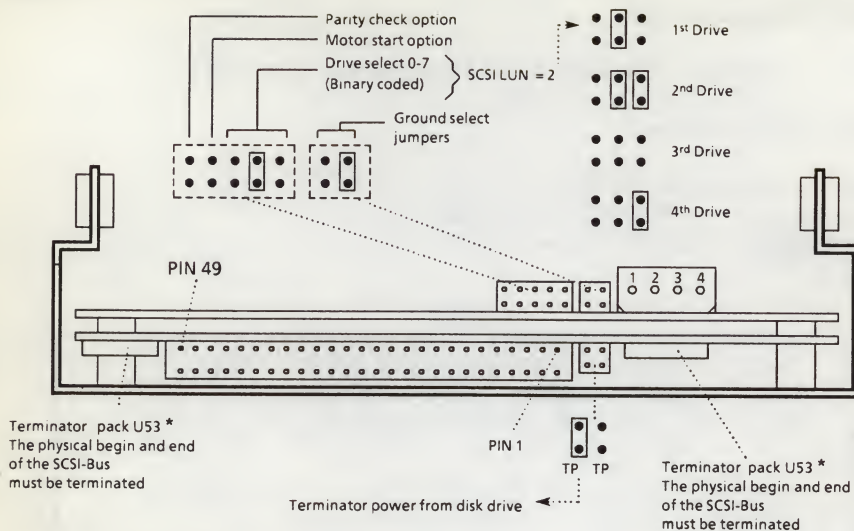 Parity check option
Motor start option
Drive select 0-7
(Binary coded)
SCSI LUN = 2
Ground select
jumpers
1st Drive
2nd Drive
3rd Drive
4th Drive
PIN 49
1 2 3 4
Terminator pack U53 *
The physical begin and end
of the SCSI-Bus
must be terminated
PIN 1
TP TP
Terminator power from disk drive
Terminator pack U53 *
The physical begin and end
of the SCSI-Bus
must be terminated